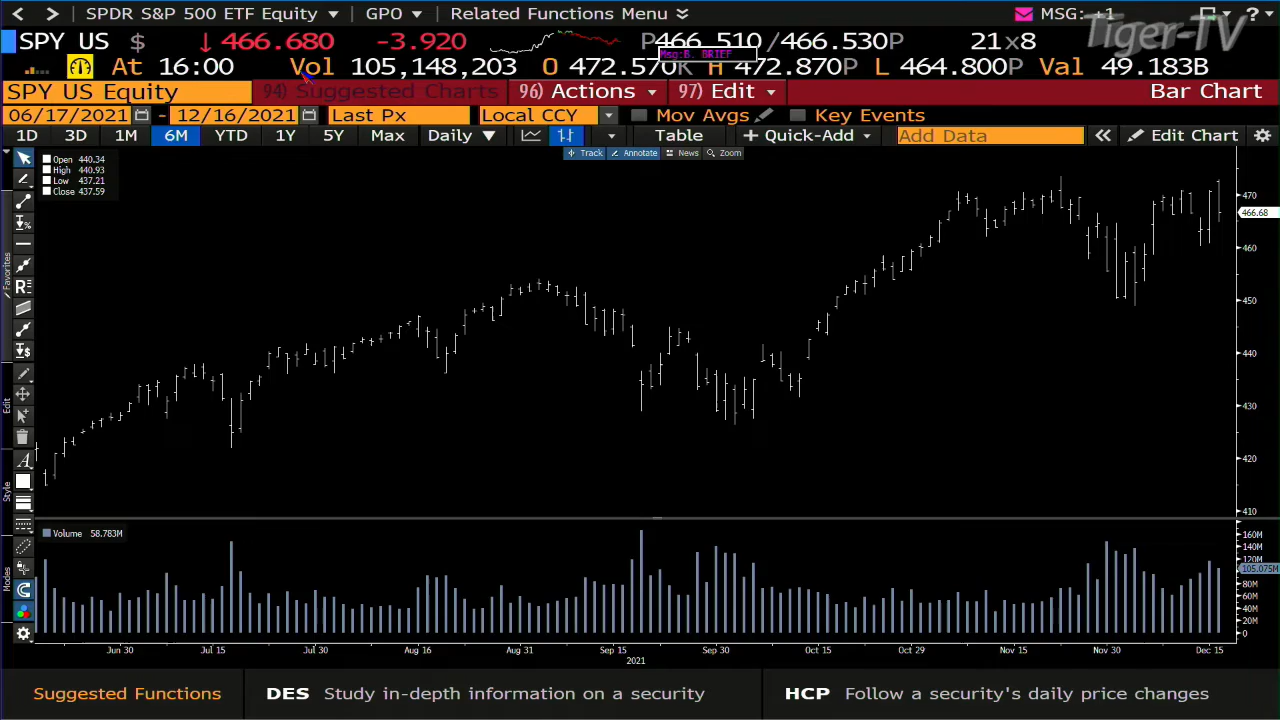 SPDR S&P 500 ETF Equity GPO Related Functions Menu MSG: +1 ?
Tiger-TV
SPY US $ ↓ 466.680 -3.920 P466.510 /466.530P 21x8
Msg:B. BRIEF
At 16:00 Vol 105,148,203 O 472.570K H 472.870P L 464.800P Val 49.183B
SPY US Equity 94) Suggested Charts 96) Actions 97) Edit Bar Chart
06/17/2021 - 12/16/2021 Last Px Local CCY Mov Avgs Key Events
1D 3D 1M 6M YTD 1Y 5Y Max Daily ▼ Table + Quick-Add Add Data « Edit Chart
Track Annotate News Zoom
Open 440.34
High 440.93
Low 437.21
Close 437.59
470
466.68
460
450
440
430
420
410
Favorites
Edit
Style
Modes
Volume 58.783M
160M
140M
120M
105.075M
80M
60M
40M
20M
0
Jun 30 Jul 15 Jul 30 Aug 16 Aug 31 Sep 15 Sep 30 Oct 15 Oct 29 Nov 15 Nov 30 Dec 15
2021
Suggested Functions DES Study in-depth information on a security HCP Follow a security's daily price changes